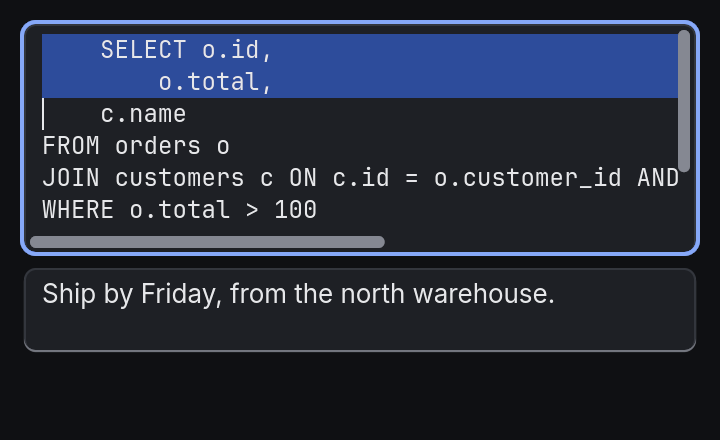 SELECT o.id,
        o.total,
    c.name
FROM orders o
JOIN customers c ON c.id = o.customer_id AND
WHERE o.total > 100
Ship by Friday, from the north warehouse.